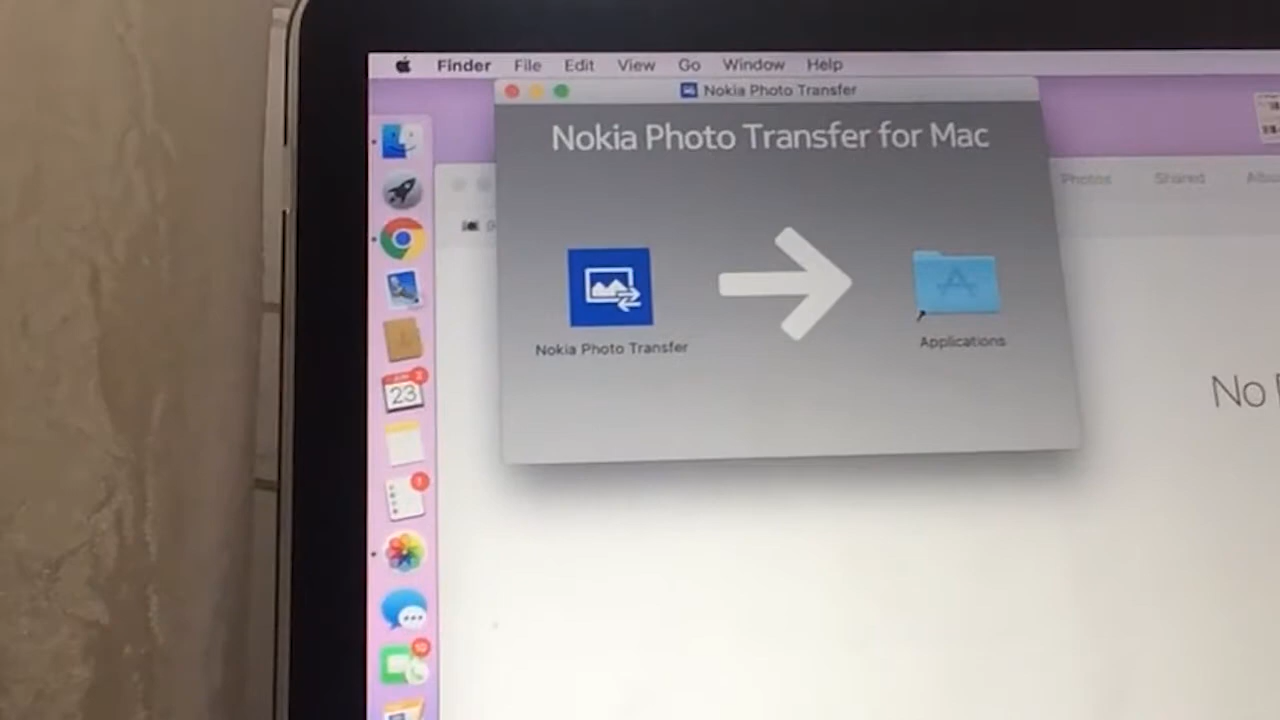 Finder File Edit View Go Window Help
Nokia Photo Transfer
Nokia Photo Transfer for Mac
Photos Shared
Nokia Photo Transfer
Applications
23
No